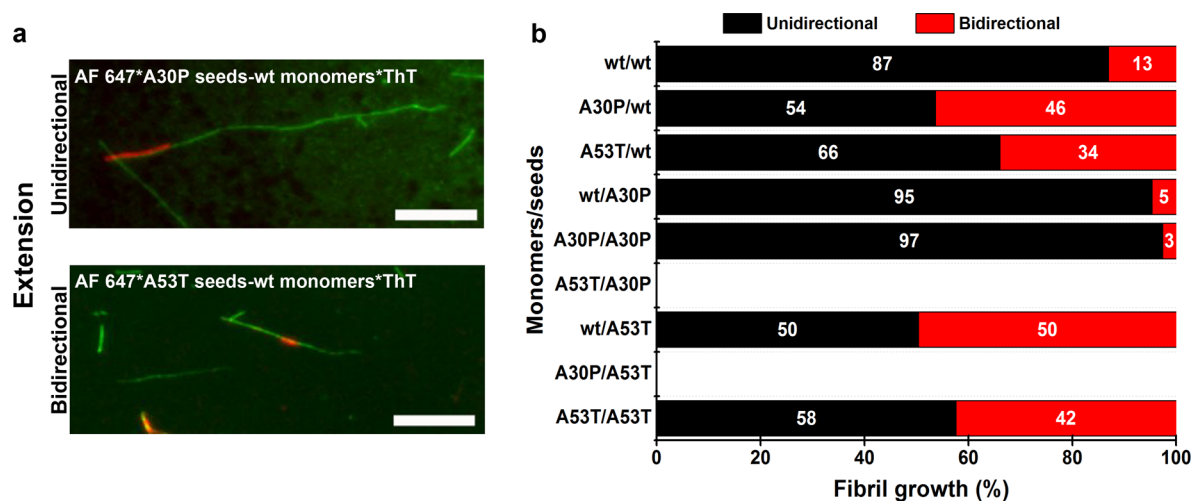 a
Extension
Unidirectional
AF 647*A30P seeds-wt monomers*ThT
Bidirectional
AF 647*A53T seeds-wt monomers*ThT
b
Unidirectional Bidirectional
Monomers/seeds
wt/wt 87 13
A30P/wt 54 46
A53T/wt 66 34
wt/A30P 95 5
A30P/A30P 97 3
A53T/A30P
wt/A53T 50 50
A30P/A53T
A53T/A53T 58 42
0 20 40 60 80 100
Fibril growth (%)